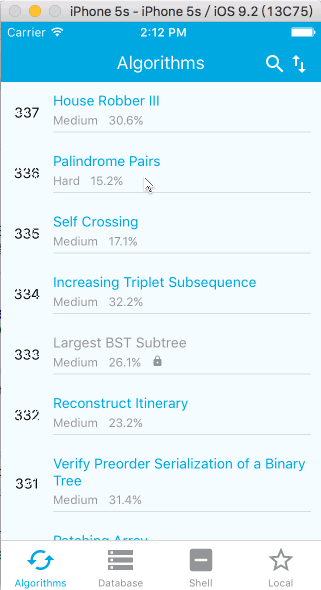 iPhone 5s - iPhone 5s / iOS 9.2 (13C75)
Carrier 2:12 PM
Algorithms
337 House Robber III
Medium 30.6%
336 Palindrome Pairs
Hard 15.2%
335 Self Crossing
Medium 17.1%
334 Increasing Triplet Subsequence
Medium 32.2%
333 Largest BST Subtree
Medium 26.1%
332 Reconstruct Itinerary
Medium 23.2%
331 Verify Preorder Serialization of a Binary
Tree
Medium 31.4%
Patching Array
Algorithms Database Shell Local